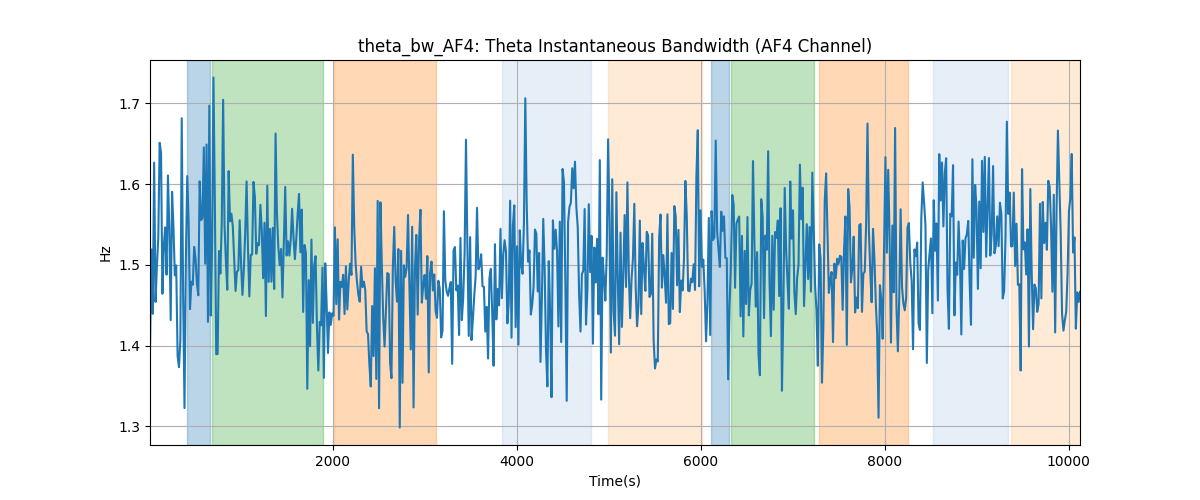 theta_bw_AF4: Theta Instantaneous Bandwidth (AF4 Channel)
Hz
1.7
1.6
1.5
1.4
1.3
2000 4000 6000 8000 10000
Time(s)